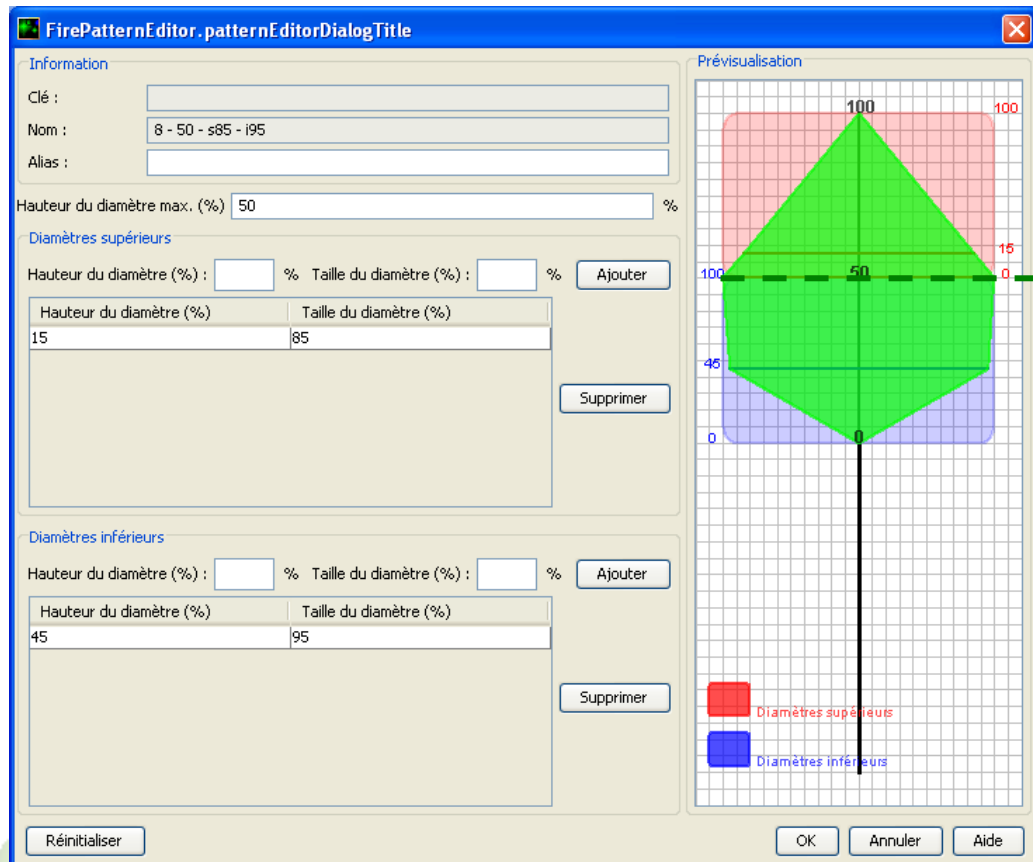 FirePatternEditor.patternEditorDialogTitle
Information
Clé :
Nom : 8 - 50 - s85 - i95
Alias :
Hauteur du diamètre max. (%) 50 %
Diamètres supérieurs
Hauteur du diamètre (%) : % Taille du diamètre (%) : % Ajouter
Hauteur du diamètre (%) Taille du diamètre (%)
15 85
Supprimer
Diamètres inférieurs
Hauteur du diamètre (%) : % Taille du diamètre (%) : % Ajouter
Hauteur du diamètre (%) Taille du diamètre (%)
45 95
Supprimer
Réinitialiser
Prévisualisation
100 100
15
100 50 0
45
0 0
Diamètres supérieurs
Diamètres inférieurs
OK Annuler Aide